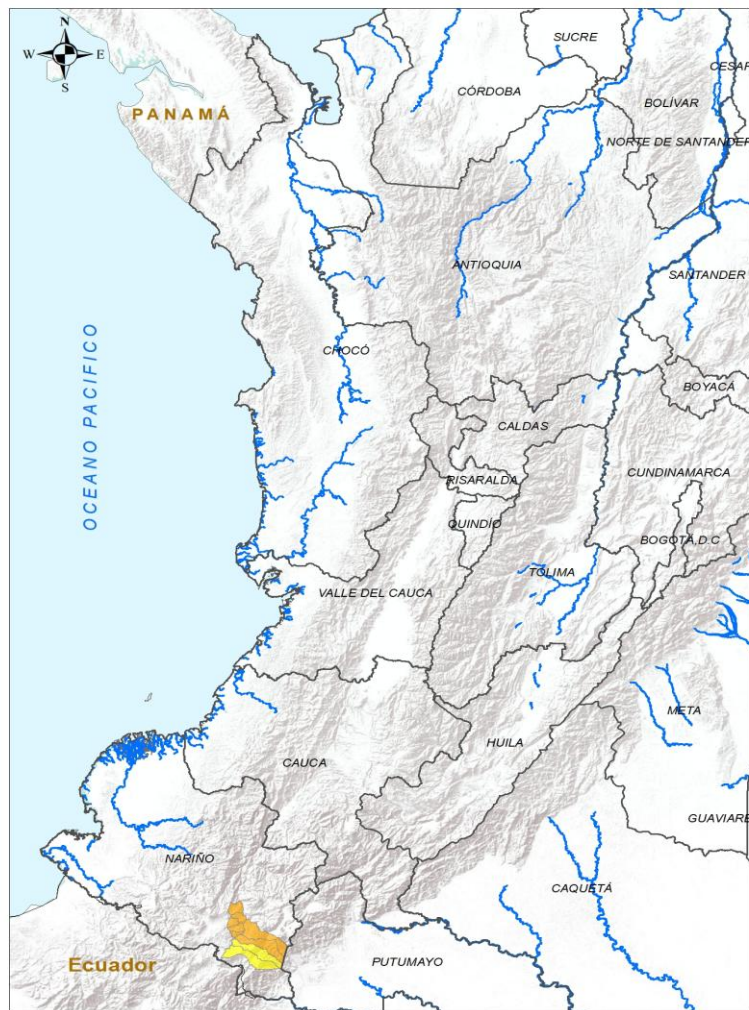 N
W E
S
SUCRE
CESAR
CÓRDOBA
BOLÍVAR
PANAMÁ
NORTE DE SANTANDER
ANTIOQUIA
SANTANDER
OCEANO PACIFICO
CHOCÓ
BOYACÁ
CALDAS
CUNDINAMARCA
RISARALDA
QUINDÍO
BOGOTÁ,D.C
TOLIMA
VALLE DEL CAUCA
META
HUILA
CAUCA
GUAVIARE
NARIÑO
CAQUETÁ
Ecuador
PUTUMAYO